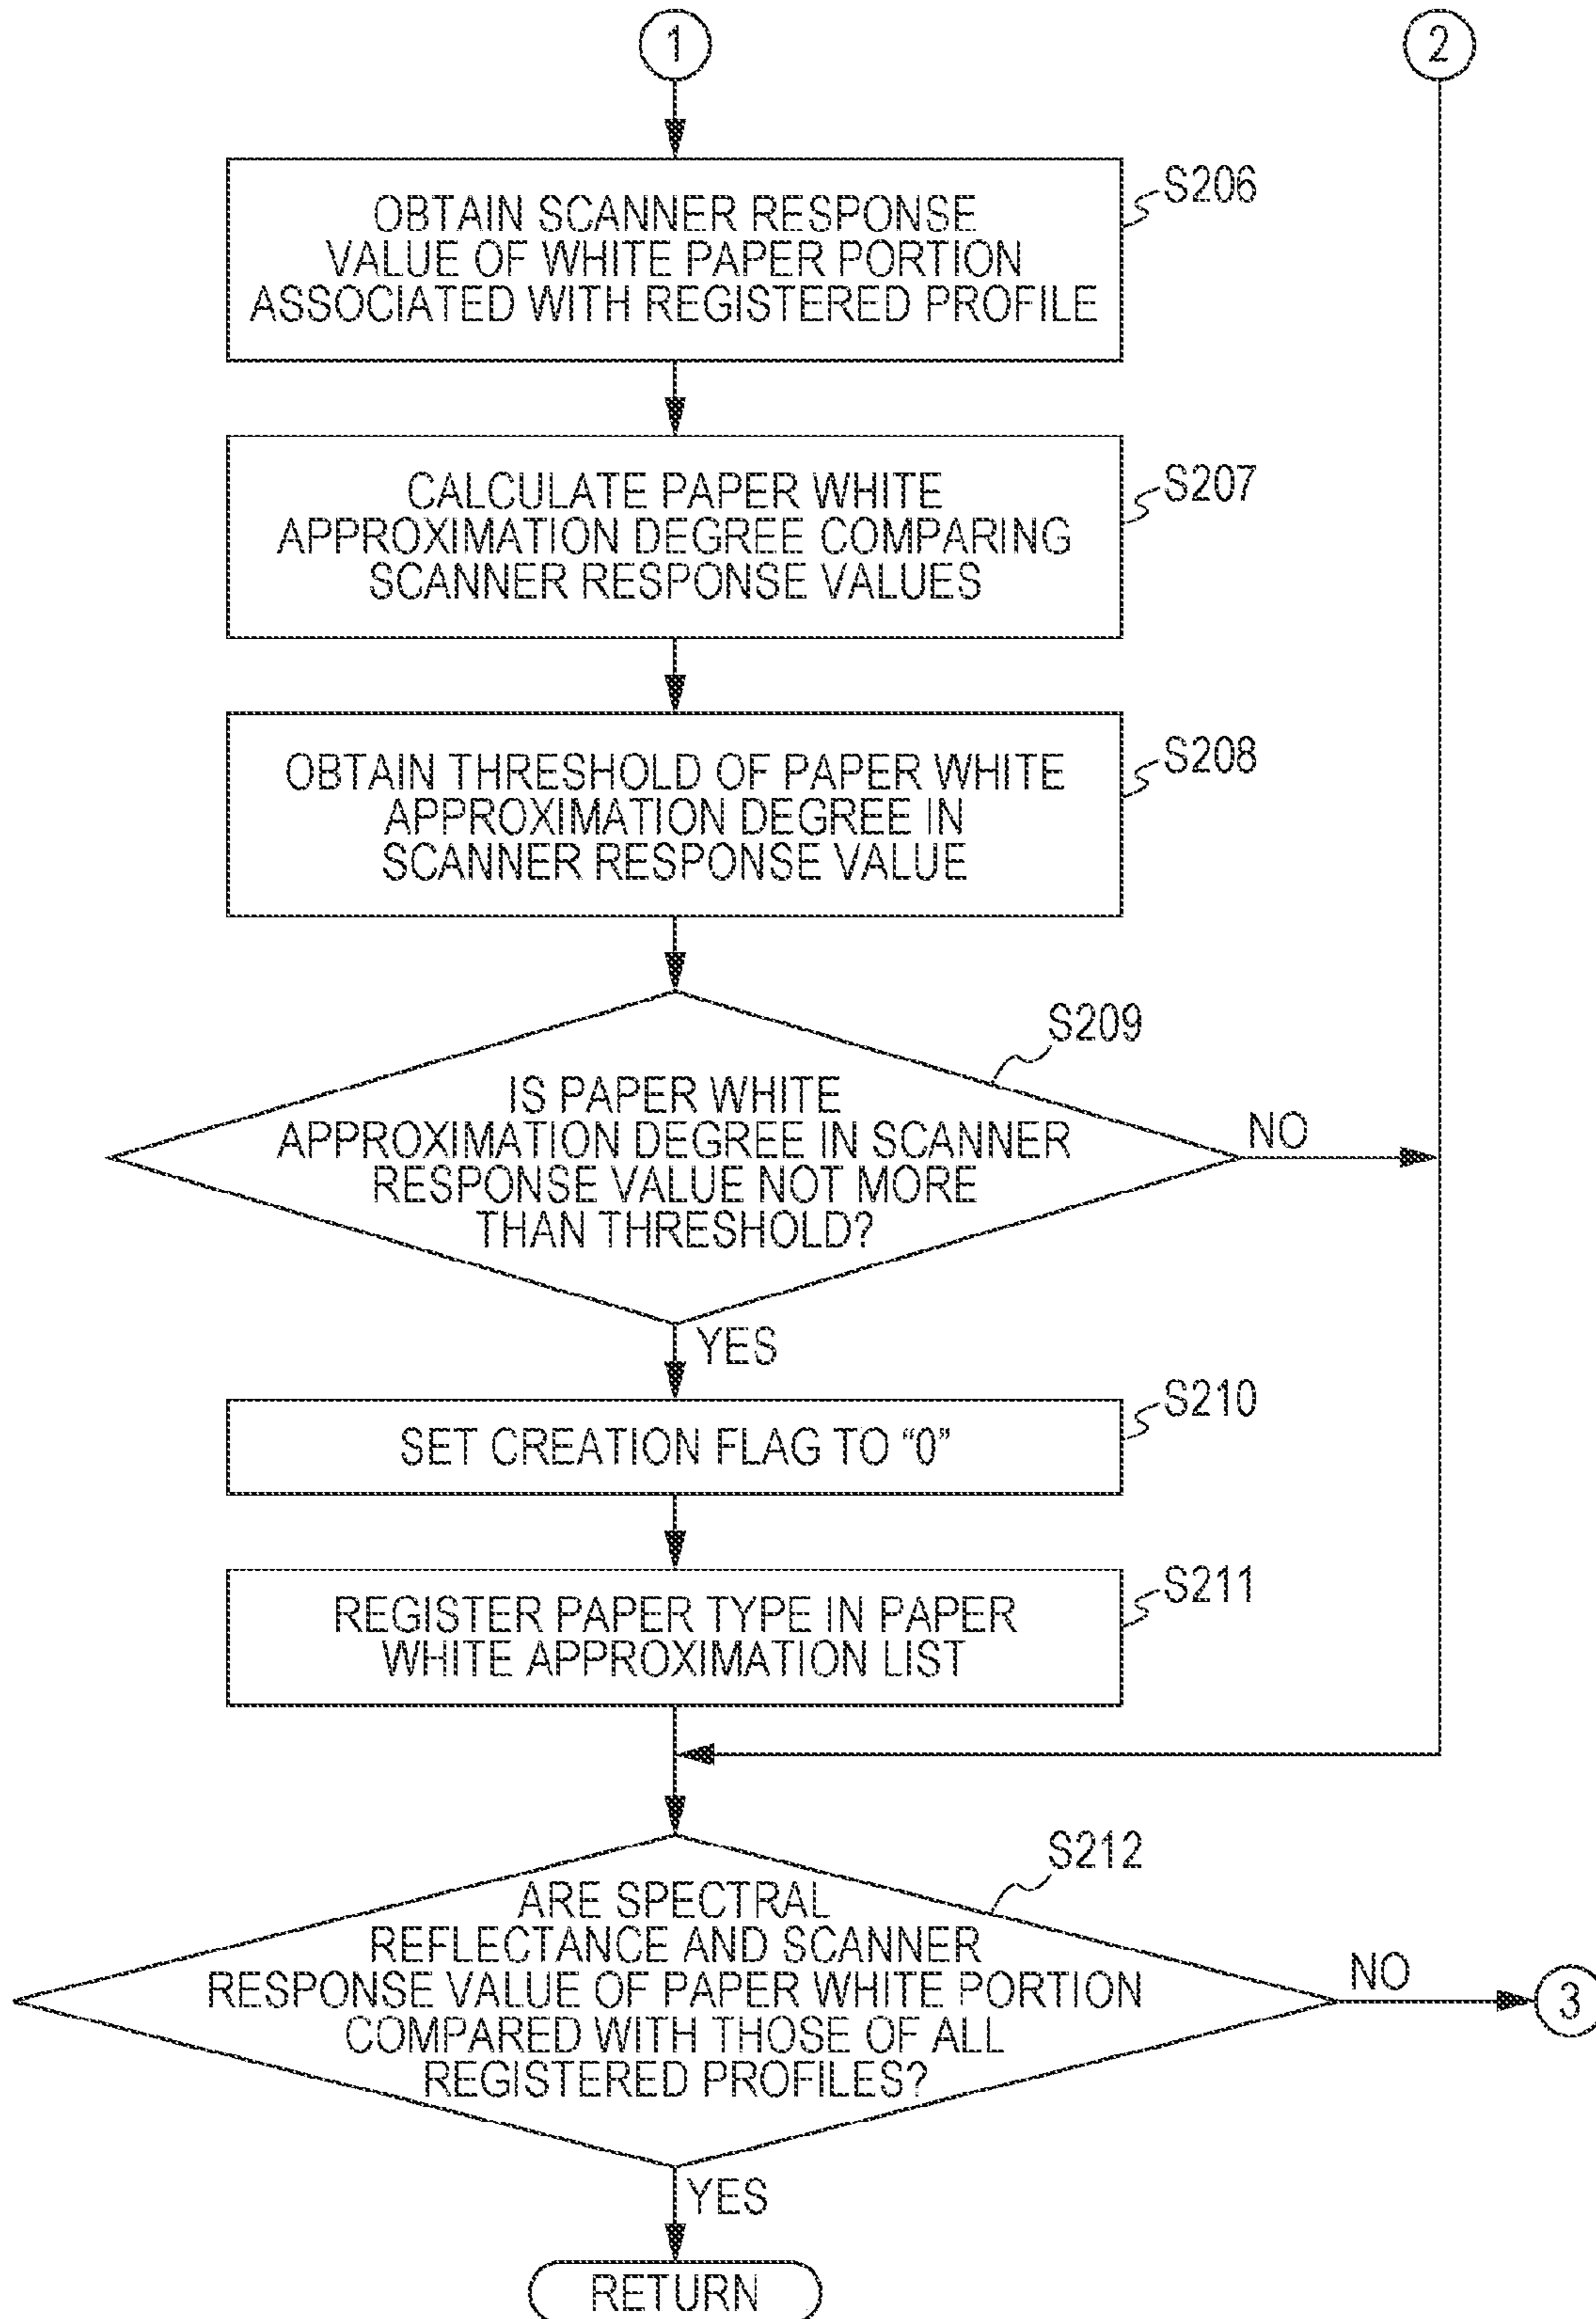 1
2
OBTAIN SCANNER RESPONSE
VALUE OF WHITE PAPER PORTION
ASSOCIATED WITH REGISTERED PROFILE
S206
CALCULATE PAPER WHITE
APPROXIMATION DEGREE COMPARING
SCANNER RESPONSE VALUES
S207
OBTAIN THRESHOLD OF PAPER WHITE
APPROXIMATION DEGREE IN
SCANNER RESPONSE VALUE
S208
S209
IS PAPER WHITE
APPROXIMATION DEGREE IN SCANNER
RESPONSE VALUE NOT MORE
THAN THRESHOLD?
NO
YES
SET CREATION FLAG TO “0”
S210
REGISTER PAPER TYPE IN PAPER
WHITE APPROXIMATION LIST
S211
S212
ARE SPECTRAL
REFLECTANCE AND SCANNER
RESPONSE VALUE OF PAPER WHITE PORTION
COMPARED WITH THOSE OF ALL
REGISTERED PROFILES?
NO
3
YES
RETURN